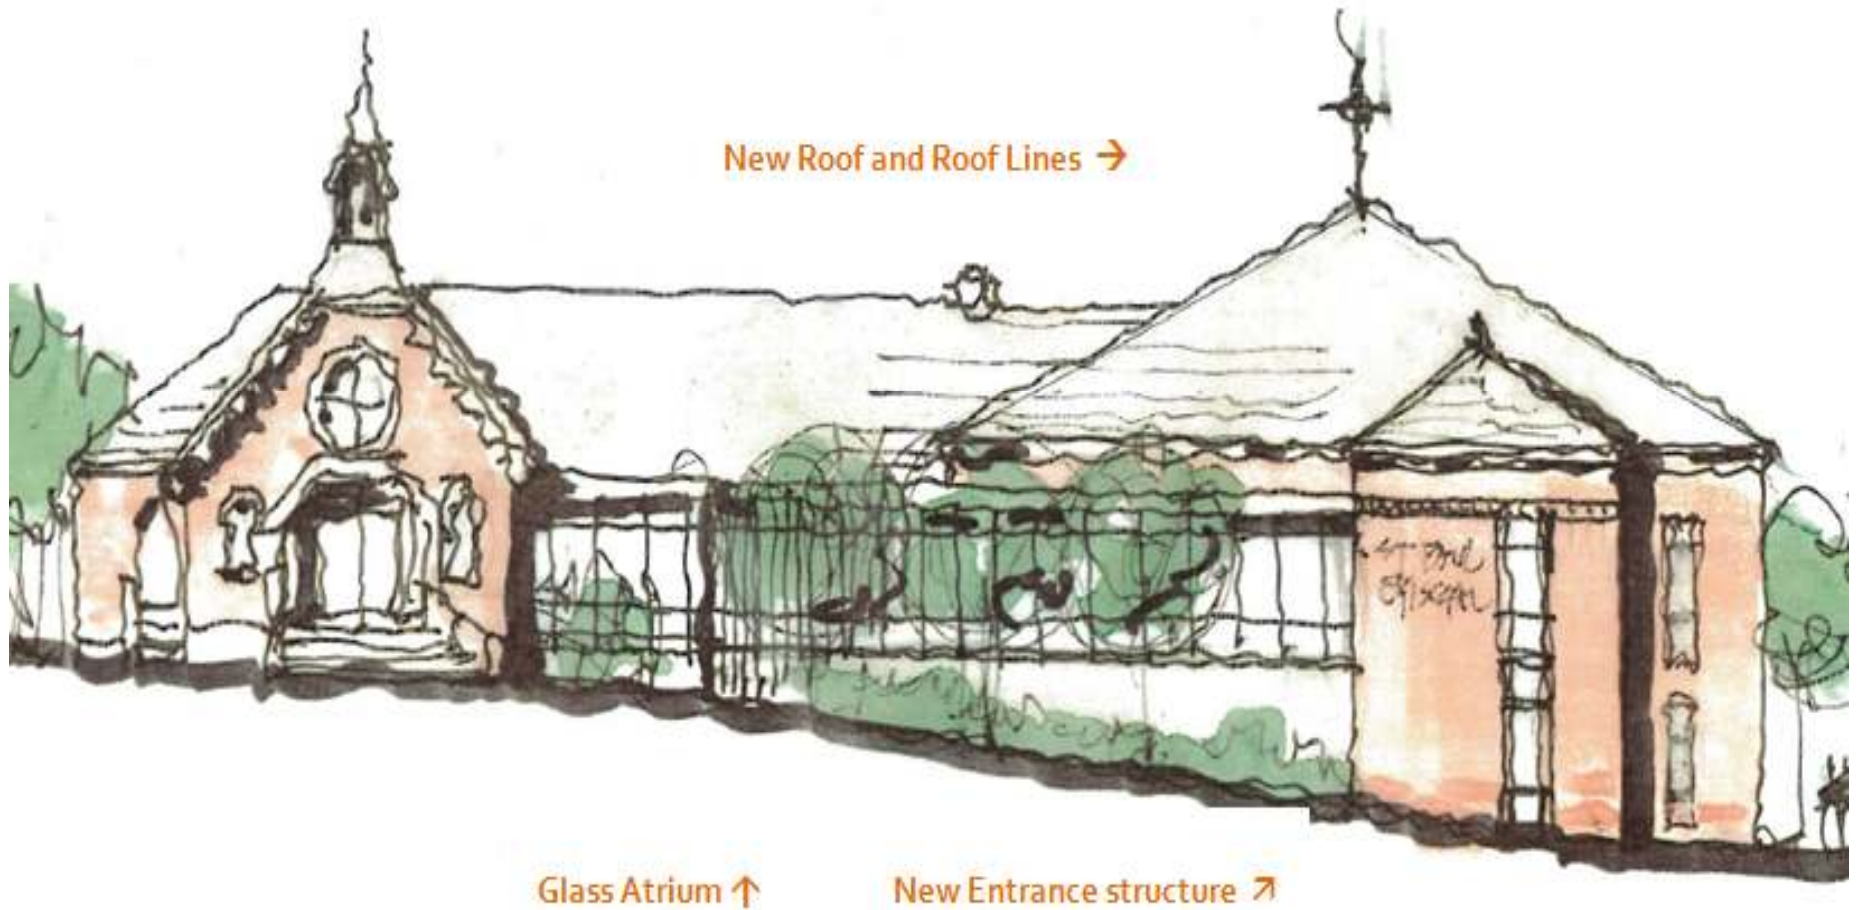 New Roof and Roof Lines →
Glass Atrium ↑
New Entrance structure ↗